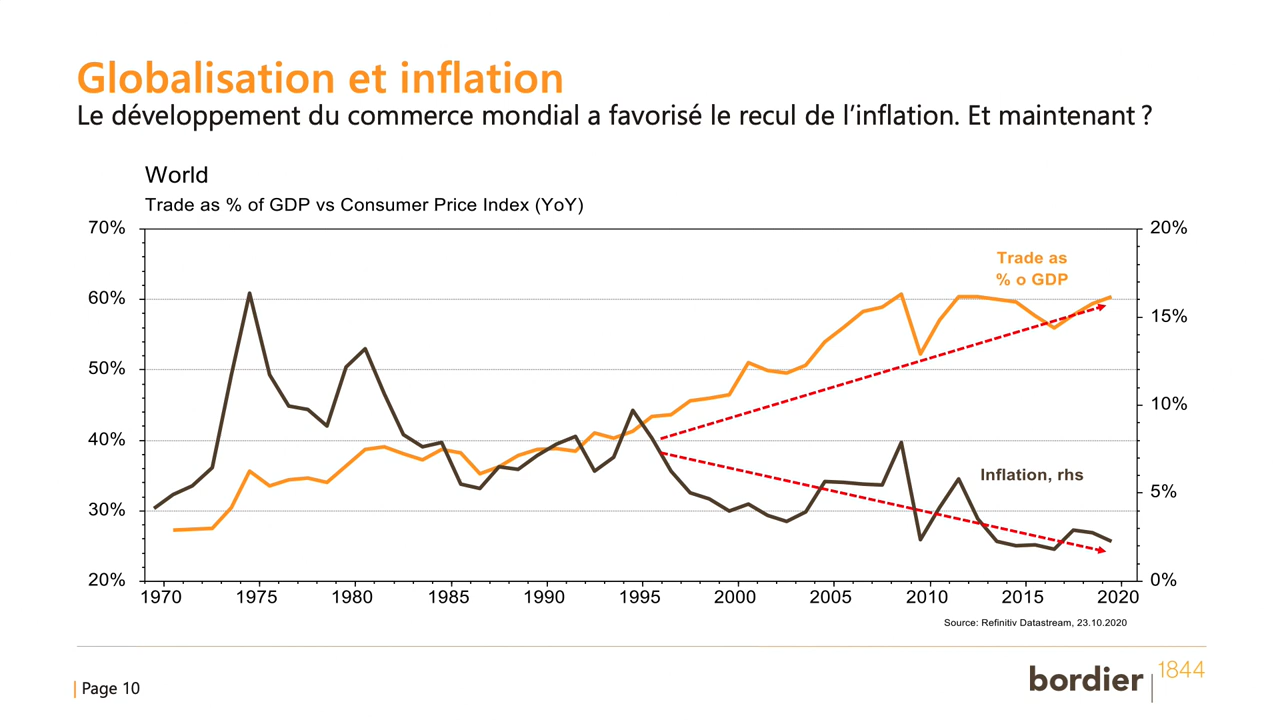 Globalisation et inflation
Le développement du commerce mondial a favorisé le recul de l’inflation. Et maintenant ?
World
Trade as % of GDP vs Consumer Price Index (YoY)
70%
60%
50%
40%
30%
20%
20%
15%
10%
5%
0%
Trade as
% o GDP
Inflation, rhs
1970 1975 1980 1985 1990 1995 2000 2005 2010 2015 2020
Source: Refinitiv Datastream, 23.10.2020
Page 10
bordier 1844